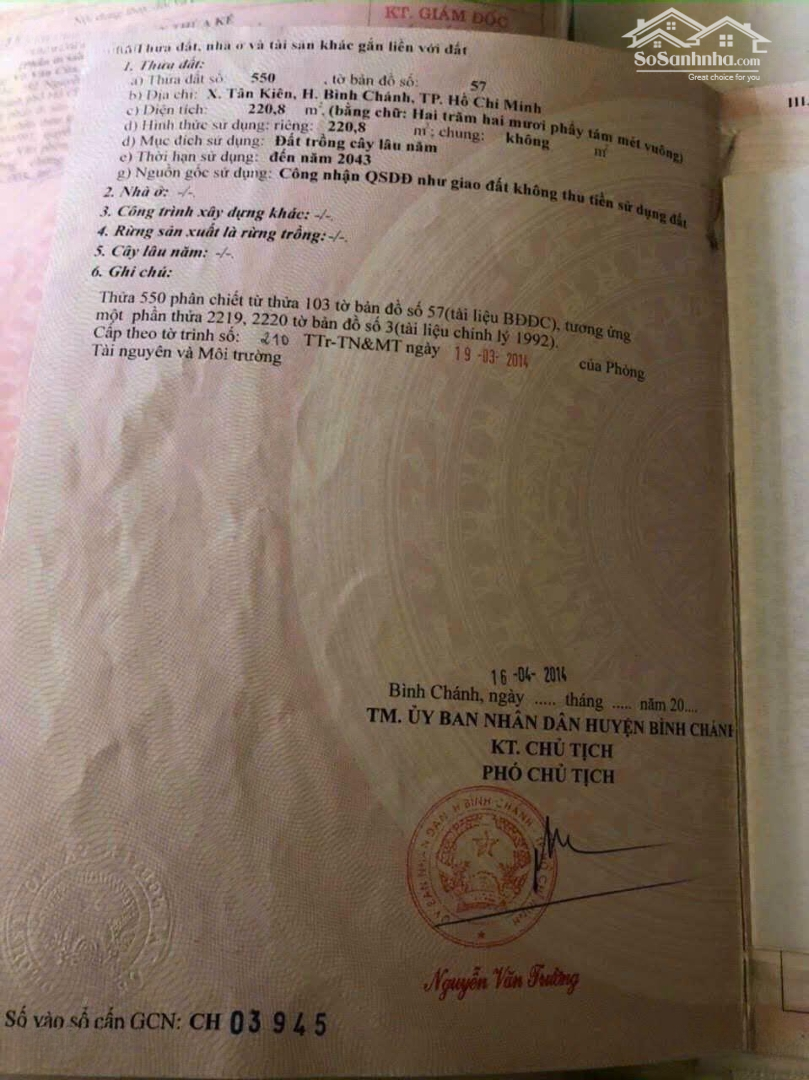 KT. GIÁM ĐỐC
THỪA KẾ
SoSanhnha.com
Great choice for you
Thửa đất, nhà ở và tài sản khác gắn liền với đất
1. Thửa đất:
a) Thửa đất số: 550 , tờ bản đồ số: 57
b) Địa chỉ: X. Tân Kiên, H. Bình Chánh, TP. Hồ Chí Minh
c) Diện tích: 220,8 m², (bằng chữ: Hai trăm hai mươi phẩy tám mét vuông)
d) Hình thức sử dụng: riêng: 220,8 m²; chung: không m²
đ) Mục đích sử dụng: Đất trồng cây lâu năm
e) Thời hạn sử dụng: đến năm 2043
g) Nguồn gốc sử dụng: Công nhận QSDĐ như giao đất không thu tiền sử dụng đất
2. Nhà ở: -/-.
3. Công trình xây dựng khác: -/-.
4. Rừng sản xuất là rừng trồng: -/-.
5. Cây lâu năm: -/-.
6. Ghi chú:
Thửa 550 phân chiết từ thửa 103 tờ bản đồ số 57(tài liệu BĐĐC), tương ứng
một phần thửa 2219, 2220 tờ bản đồ số 3(tài liệu chỉnh lý 1992).
Cấp theo tờ trình số: 210 TTr-TN&MT ngày 19-03-2014 của Phòng
Tài nguyên và Môi trường
III.
16-04-2014
Bình Chánh, ngày ..... tháng ..... năm 20....
TM. ỦY BAN NHÂN DÂN HUYỆN BÌNH CHÁNH
KT. CHỦ TỊCH
PHÓ CHỦ TỊCH
ỦY BAN NHÂN DÂN H BÌNH CHÁNH
Nguyễn Văn Trường
Số vào sổ cấp GCN: CH 03945